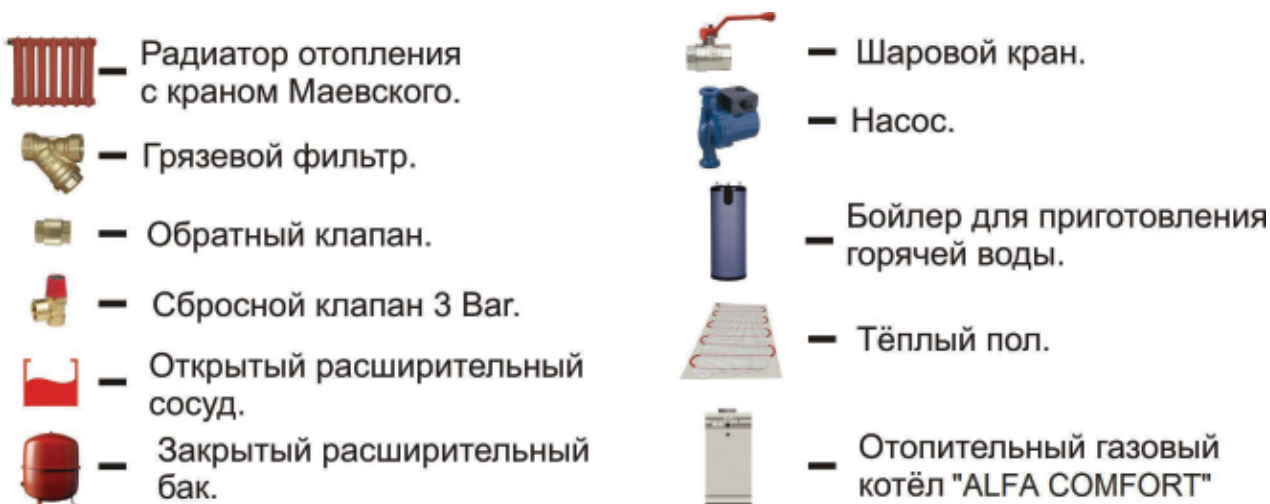 Радиатор отопления
с краном Маевского.
Грязевой фильтр.
Обратный клапан.
Сбросной клапан 3 Bar.
Открытый расширительный
сосуд.
Закрытый расширительный
бак.
Шаровой кран.
Насос.
Бойлер для приготовления
горячей воды.
Тёплый пол.
Отопительный газовый
котёл "ALFA COMFORT"